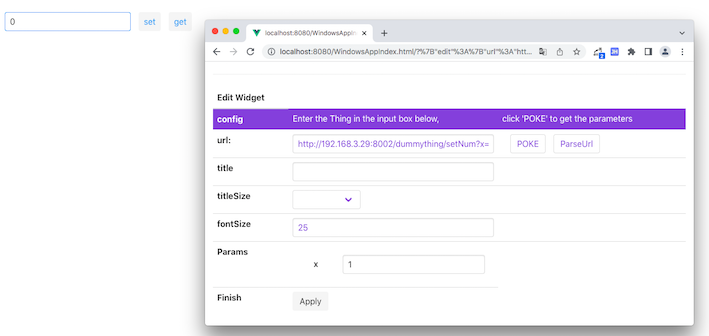 0 set get
localhost:8080/WindowsAppIn
localhost:8080/WindowsAppIndex.html/?%7B"edit"%3A%7B"url"%3A"htt...
Edit Widget
config Enter the Thing in the input box below, click 'POKE' to get the parameters
url: http://192.168.3.29:8002/dummything/setNum?x= POKE ParseUrl
title
titleSize
fontSize 25
Params
x 1
Finish Apply